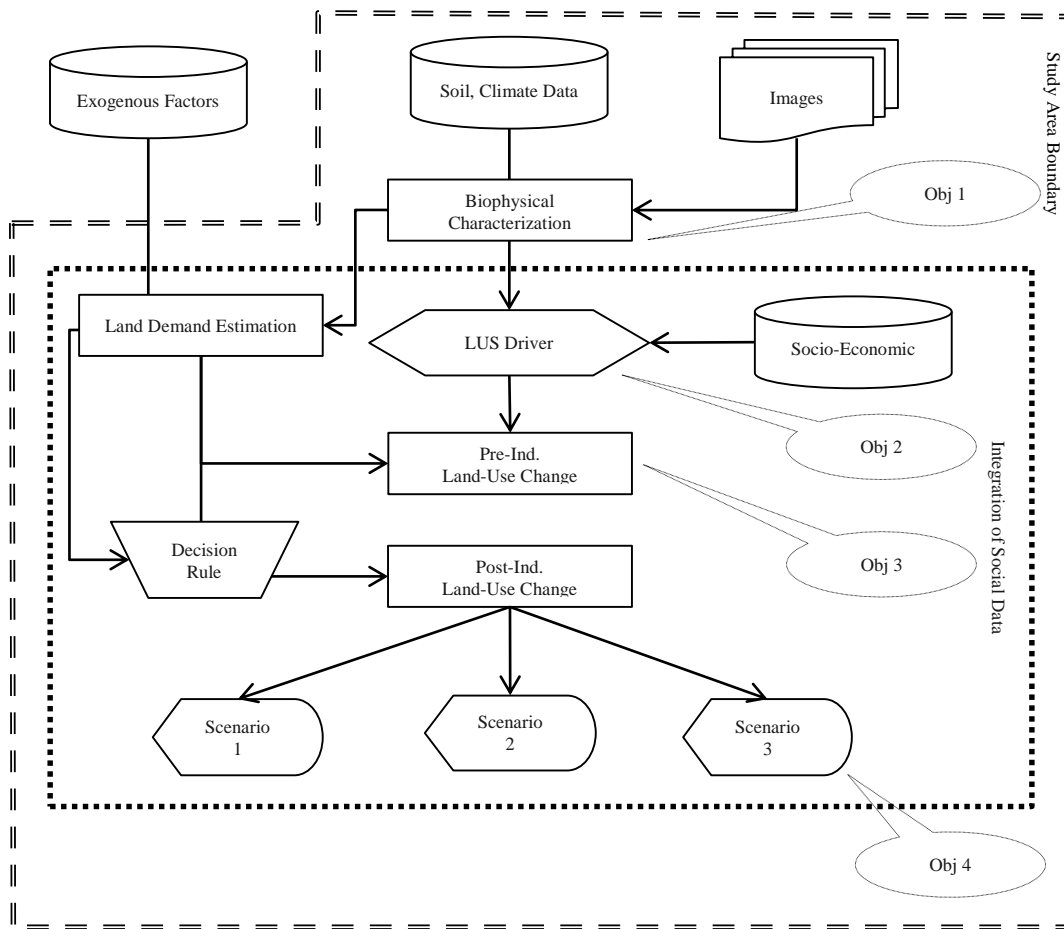 Exogenous Factors
Soil, Climate Data
Images
Study Area Boundary
Biophysical
Characterization
Obj 1
Land Demand Estimation
LUS Driver
Socio-Economic
Obj 2
Pre-Ind.
Land-Use Change
Integration of Social Data
Decision
Rule
Post-Ind.
Land-Use Change
Obj 3
Scenario
1
Scenario
2
Scenario
3
Obj 4